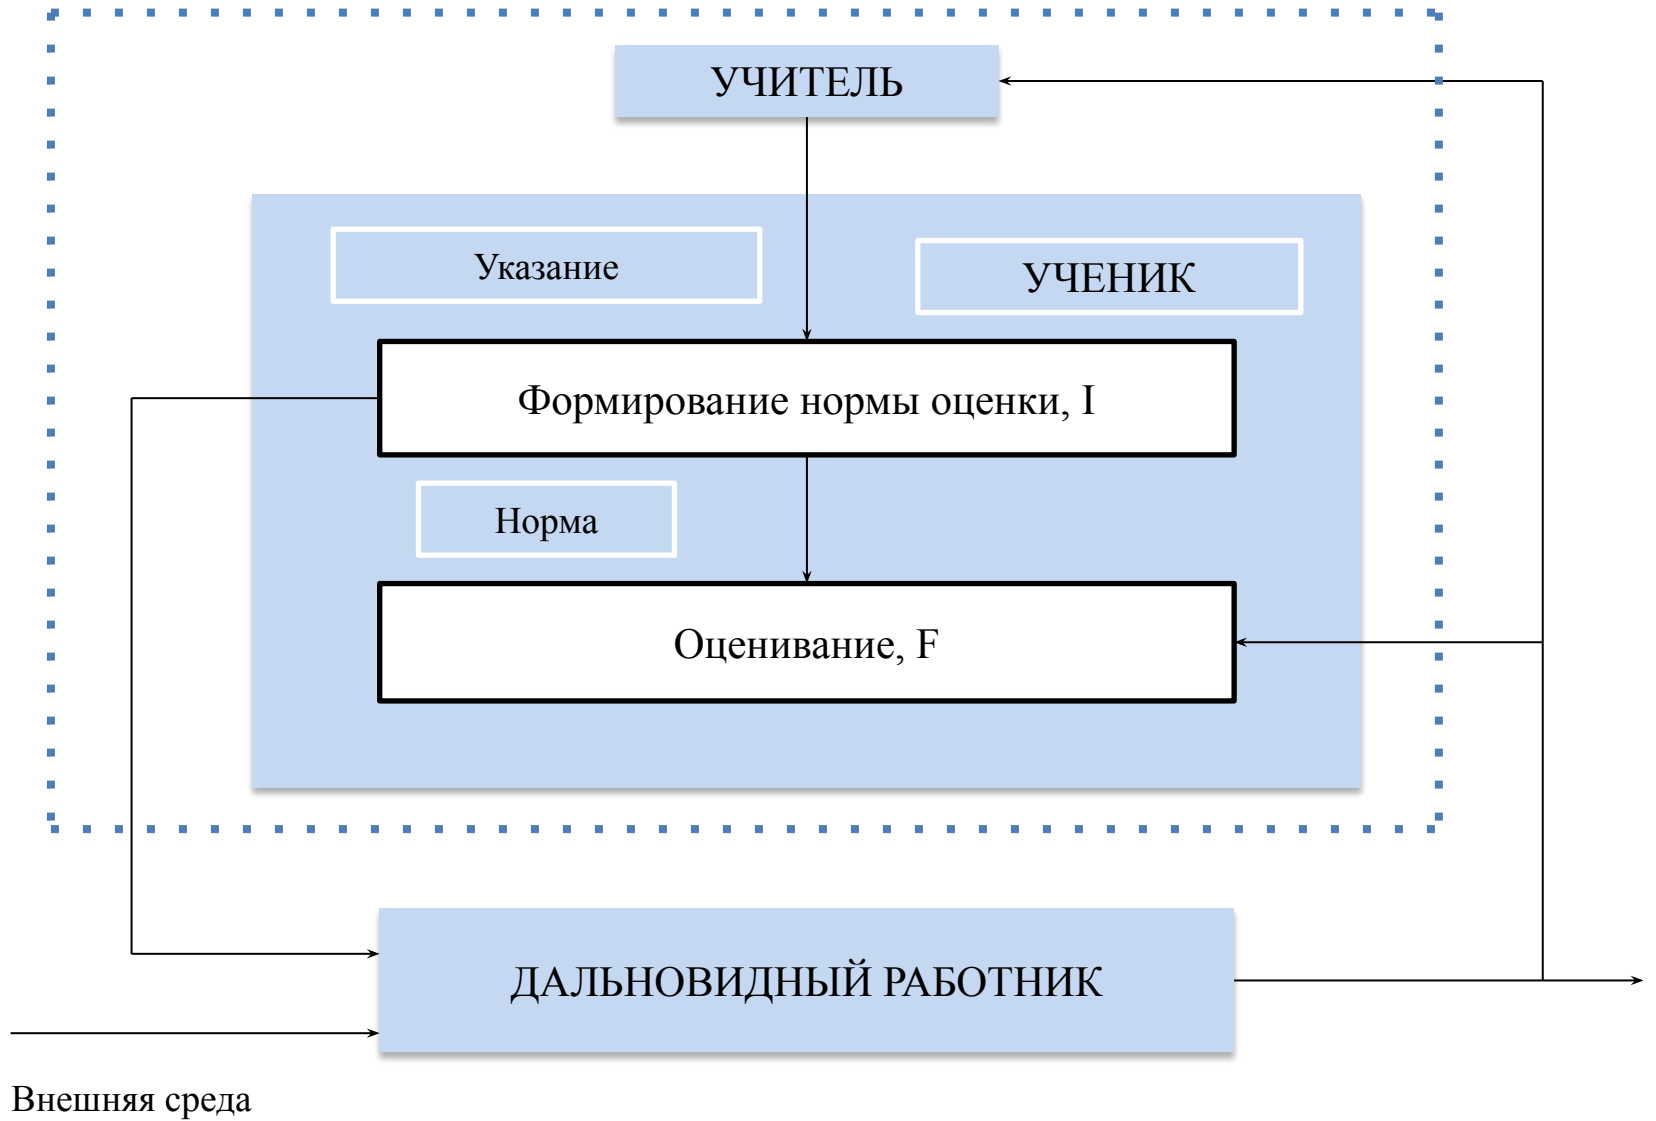 УЧИТЕЛЬ
Указание
УЧЕНИК
Формирование нормы оценки, I
Норма
Оценивание, F
ДАЛЬНОВИДНЫЙ РАБОТНИК
Внешняя среда